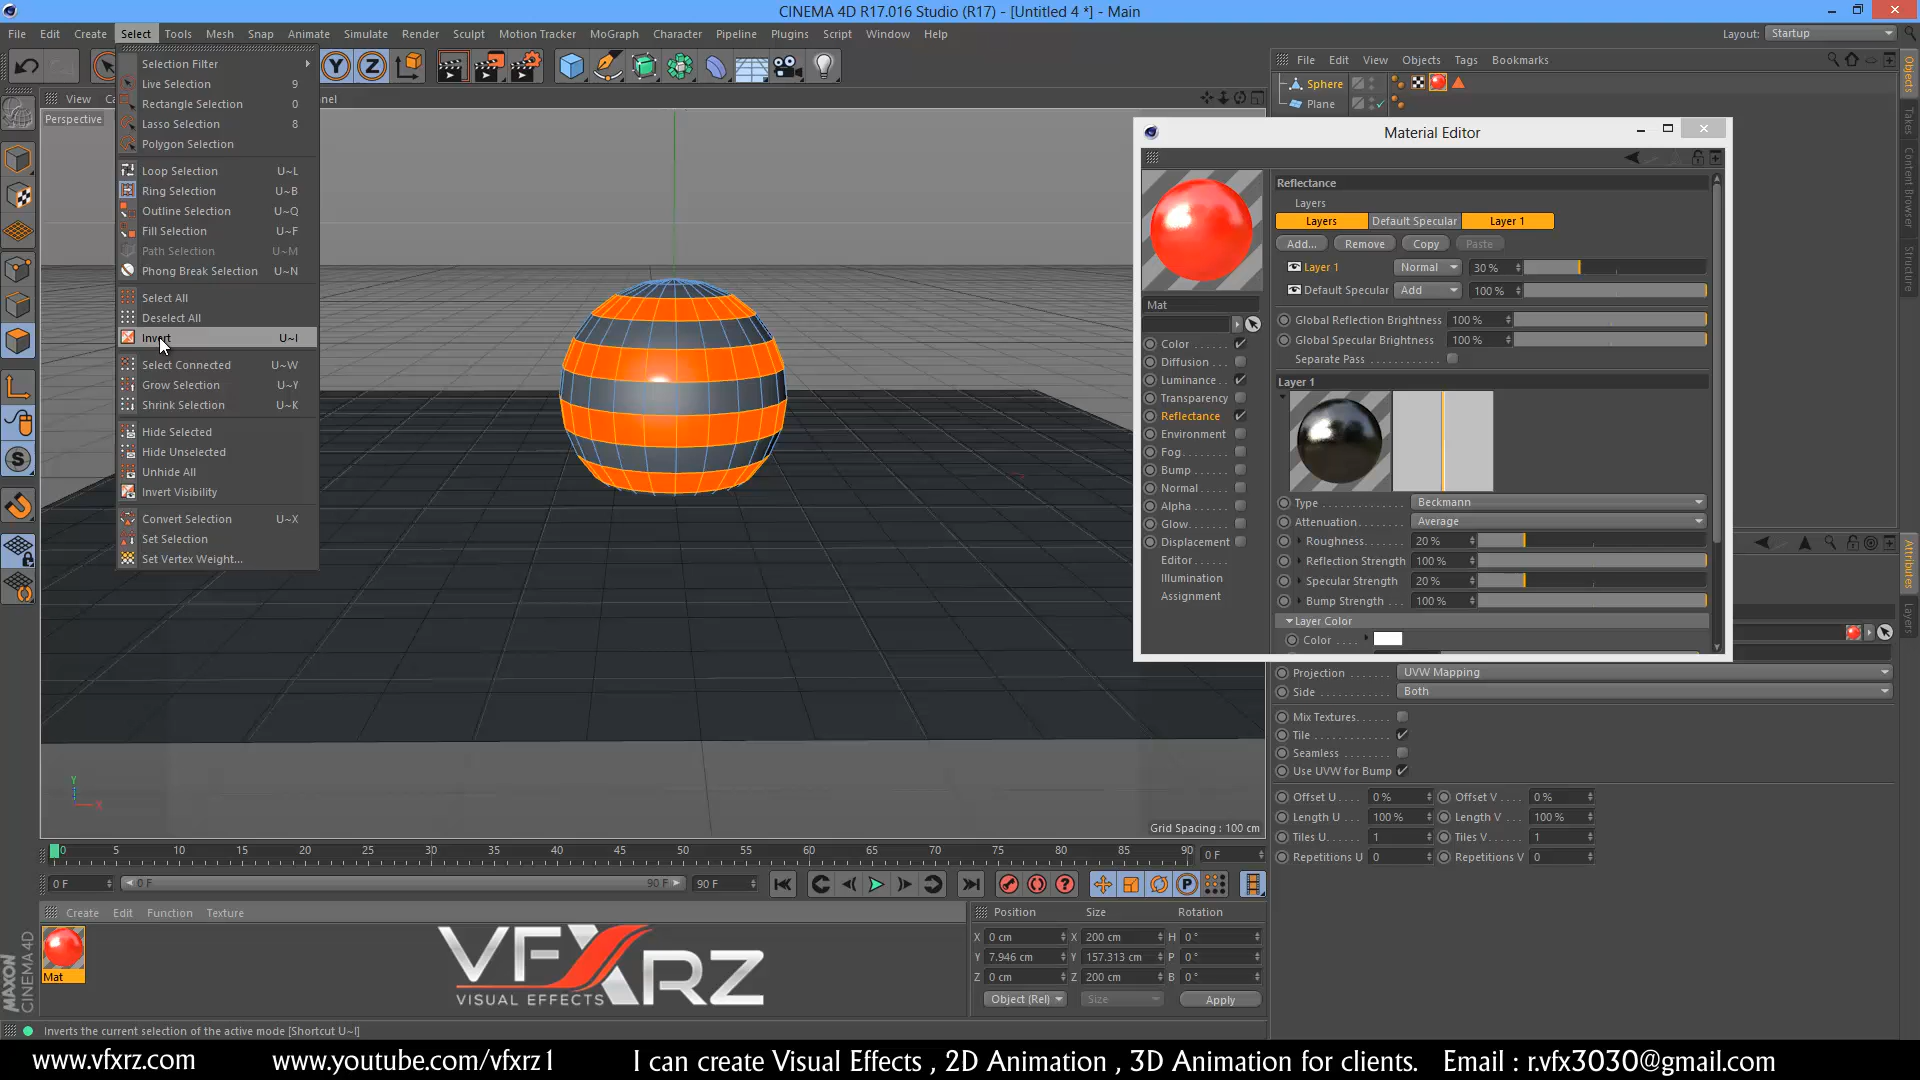 CINEMA 4D R17.016 Studio (R17) - [Untitled 4 *] - Main
File Edit Create Select Tools Mesh Snap Animate Simulate Render Sculpt Motion Tracker MoGraph Character Pipeline Plugins Script Window Help
Layout: Startup
Selection Filter
Live Selection 9
Rectangle Selection 0
Lasso Selection 8
Polygon Selection
Loop Selection U~L
Ring Selection U~B
Outline Selection U~Q
Fill Selection U~F
Path Selection U~M
Phong Break Selection U~N
Select All
Deselect All
Invert U~I
Select Connected U~W
Grow Selection U~Y
Shrink Selection U~K
Hide Selected
Hide Unselected
Unhide All
Invert Visibility
Convert Selection U~X
Set Selection
Set Vertex Weight...
View
Perspective
Y Z
File Edit View Objects Tags Bookmarks
Sphere
Plane
Objects
Takes
Content Browser
Structure
Attributes
Layers
Material Editor
Mat
Color
Diffusion
Luminance
Transparency
Reflectance
Environment
Fog
Bump
Normal
Alpha
Glow
Displacement
Editor
Illumination
Assignment
Reflectance
Layers
Layers Default Specular Layer 1
Add... Remove Copy Paste
Layer 1 Normal 30 %
Default Specular Add 100 %
Global Reflection Brightness 100 %
Global Specular Brightness 100 %
Separate Pass
Layer 1
Type Beckmann
Attenuation Average
Roughness 20 %
Reflection Strength 100 %
Specular Strength 20 %
Bump Strength 100 %
Layer Color
Color
Projection UVW Mapping
Side Both
Mix Textures
Tile
Seamless
Use UVW for Bump
Offset U 0 % Offset V 0 %
Length U 100 % Length V 100 %
Tiles U 1 Tiles V 1
Repetitions U 0 Repetitions V 0
Y
X
Grid Spacing : 100 cm
0 5 10 15 20 25 30 35 40 45 50 55 60 65 70 75 80 85 90 0 F
0 F 0 F 90 F 90 F
Create Edit Function Texture
Mat
VFXRZ
VISUAL EFFECTS
Position Size Rotation
X 0 cm X 200 cm H 0 °
Y 7.946 cm Y 157.313 cm P 0 °
Z 0 cm Z 200 cm B 0 °
Object (Rel) Size Apply
MAXON CINEMA 4D
Inverts the current selection of the active mode [Shortcut U~I]
www.vfxrz.com www.youtube.com/vfxrz1 I can create Visual Effects , 2D Animation , 3D Animation for clients. Email : r.vfx3030@gmail.com